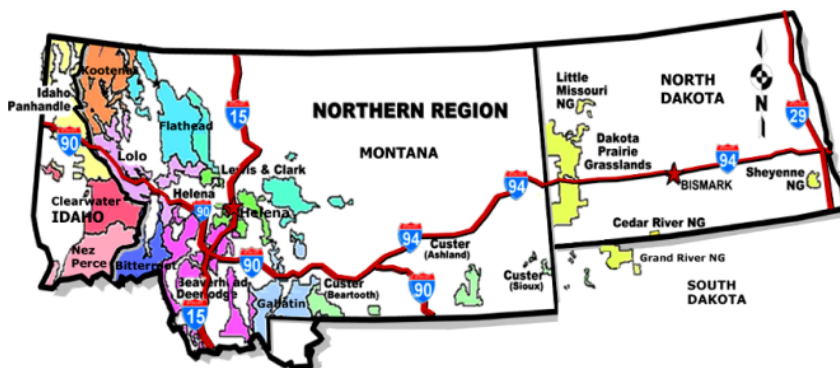 Kootenai
Idaho
Panhandle
90
Lolo
Flathead
15
NORTHERN REGION
MONTANA
Little
Missouri
NG
NORTH
DAKOTA
N
29
Dakota
Prairie
Grasslands
94
BISMARK
Sheyenne
NG
Clearwater
IDAHO
Nez
Perce
Bitterroot
Helena
Lewis & Clark
90
Helena
94
94
Custer
(Ashland)
90
Cedar River NG
Grand River NG
Beaverhead
Deerlodge
Gallatin
Custer
(Beartooth)
90
Custer
(Sioux)
SOUTH
DAKOTA
15